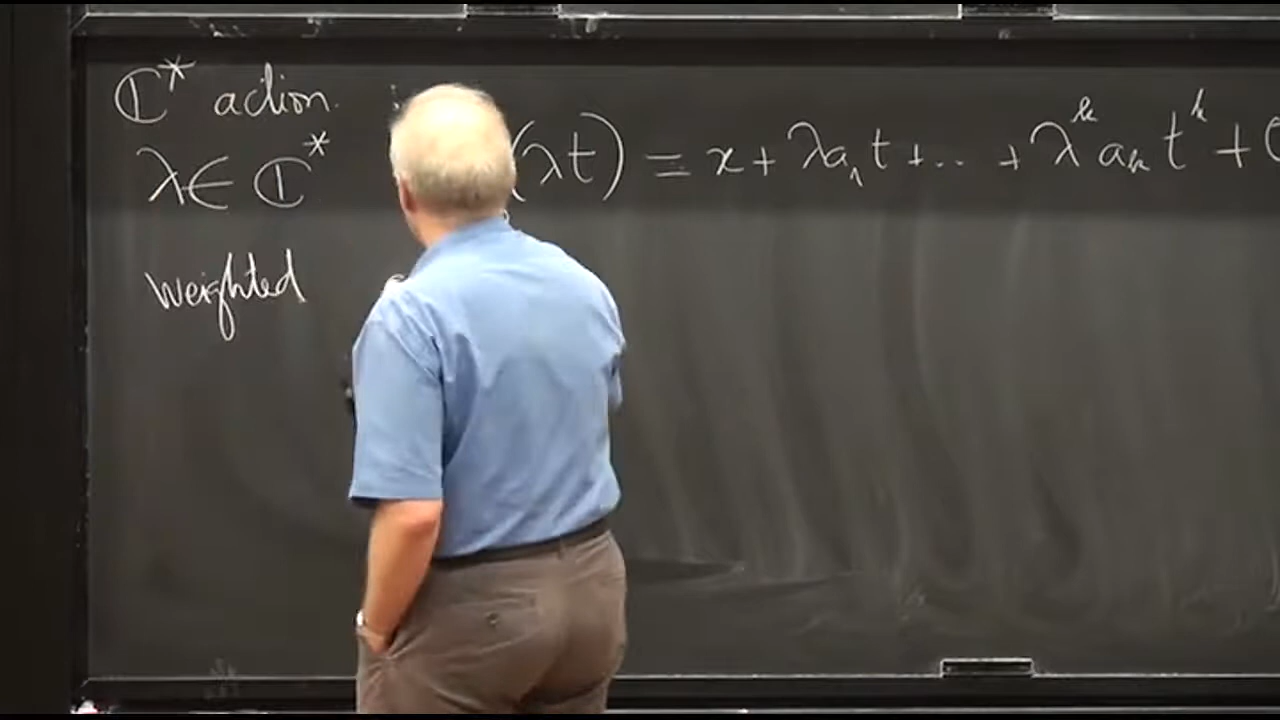 ℂ* action :
λ ∈ ℂ* (λt) = x + λa₁t + ... + λᵏaₖtᵏ + O
weighted